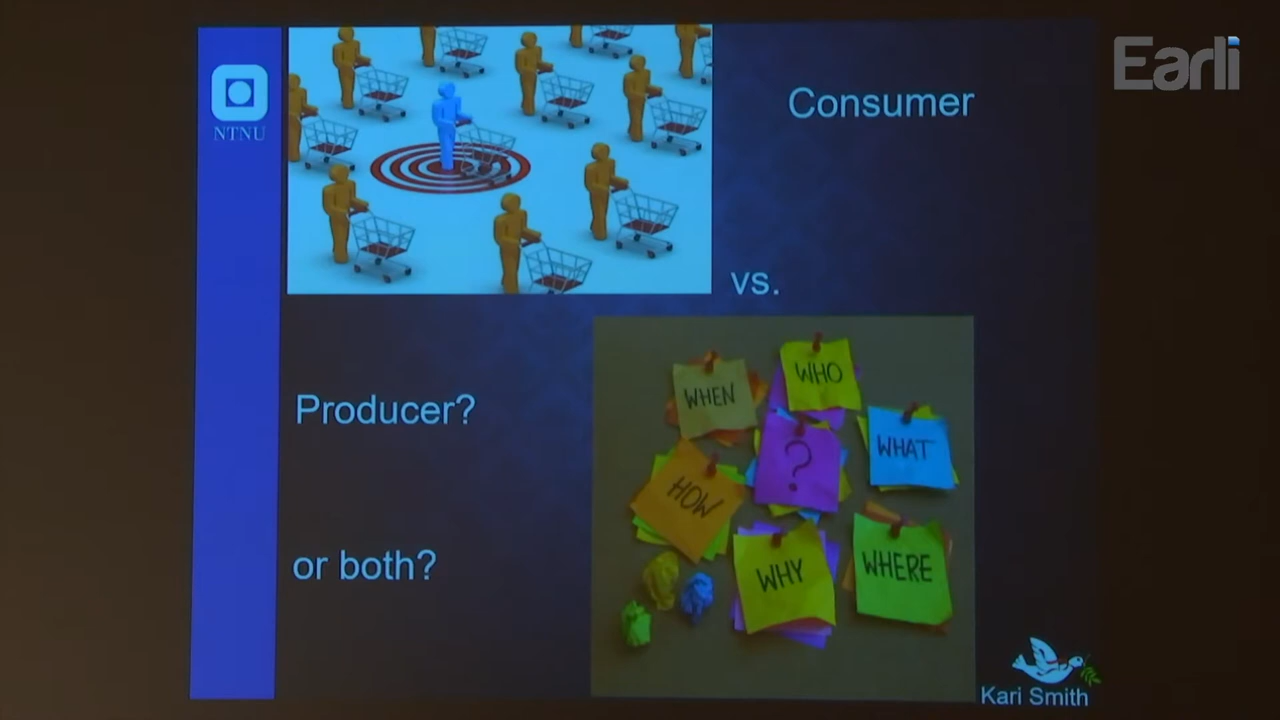 NTNU
Earli
Consumer
vs.
Producer?
or both?
WHEN
WHO
WHAT
?
HOW
WHY
WHERE
Kari Smith